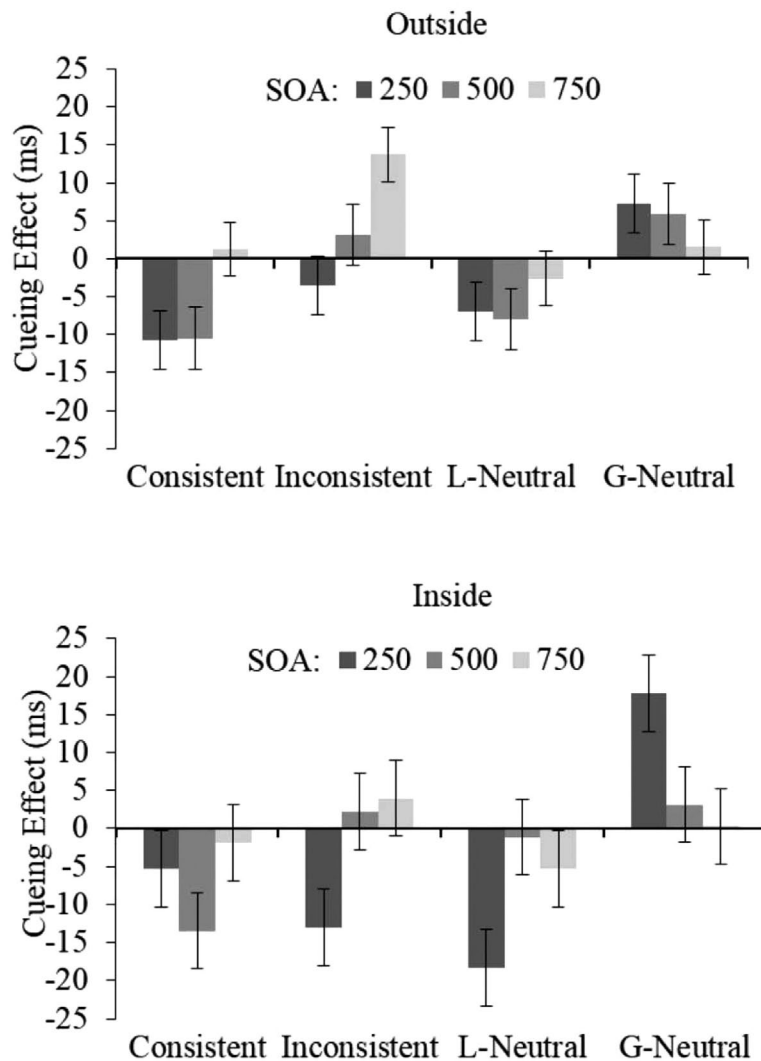 Outside
SOA: 250 500 750
Cueing Effect (ms)
25
20
15
10
5
0
-5
-10
-15
-20
-25
Consistent Inconsistent L-Neutral G-Neutral
Inside
SOA: 250 500 750
Cueing Effect (ms)
25
20
15
10
5
0
-5
-10
-15
-20
-25
Consistent Inconsistent L-Neutral G-Neutral